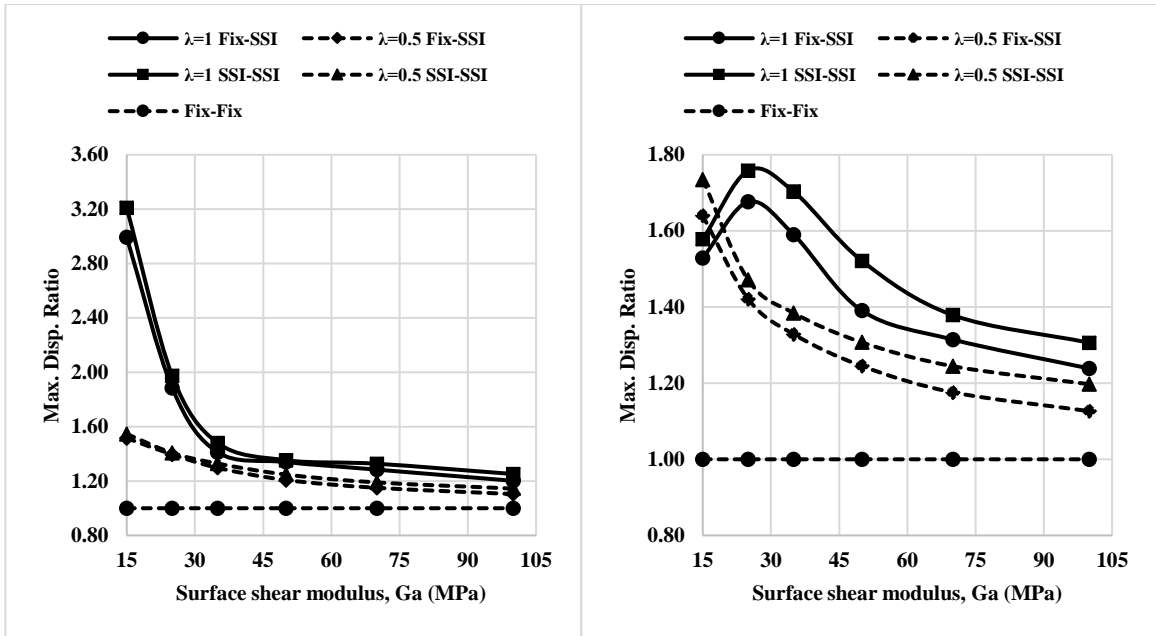 λ=1 Fix-SSI
λ=0.5 Fix-SSI
λ=1 SSI-SSI
λ=0.5 SSI-SSI
Fix-Fix
3.60
3.20
2.80
2.40
2.00
1.60
1.20
0.80
Max. Disp. Ratio
15 30 45 60 75 90 105
Surface shear modulus, Ga (MPa)
λ=1 Fix-SSI
λ=0.5 Fix-SSI
λ=1 SSI-SSI
λ=0.5 SSI-SSI
Fix-Fix
1.80
1.60
1.40
1.20
1.00
0.80
Max. Disp. Ratio
15 30 45 60 75 90 105
Surface shear modulus, Ga (MPa)